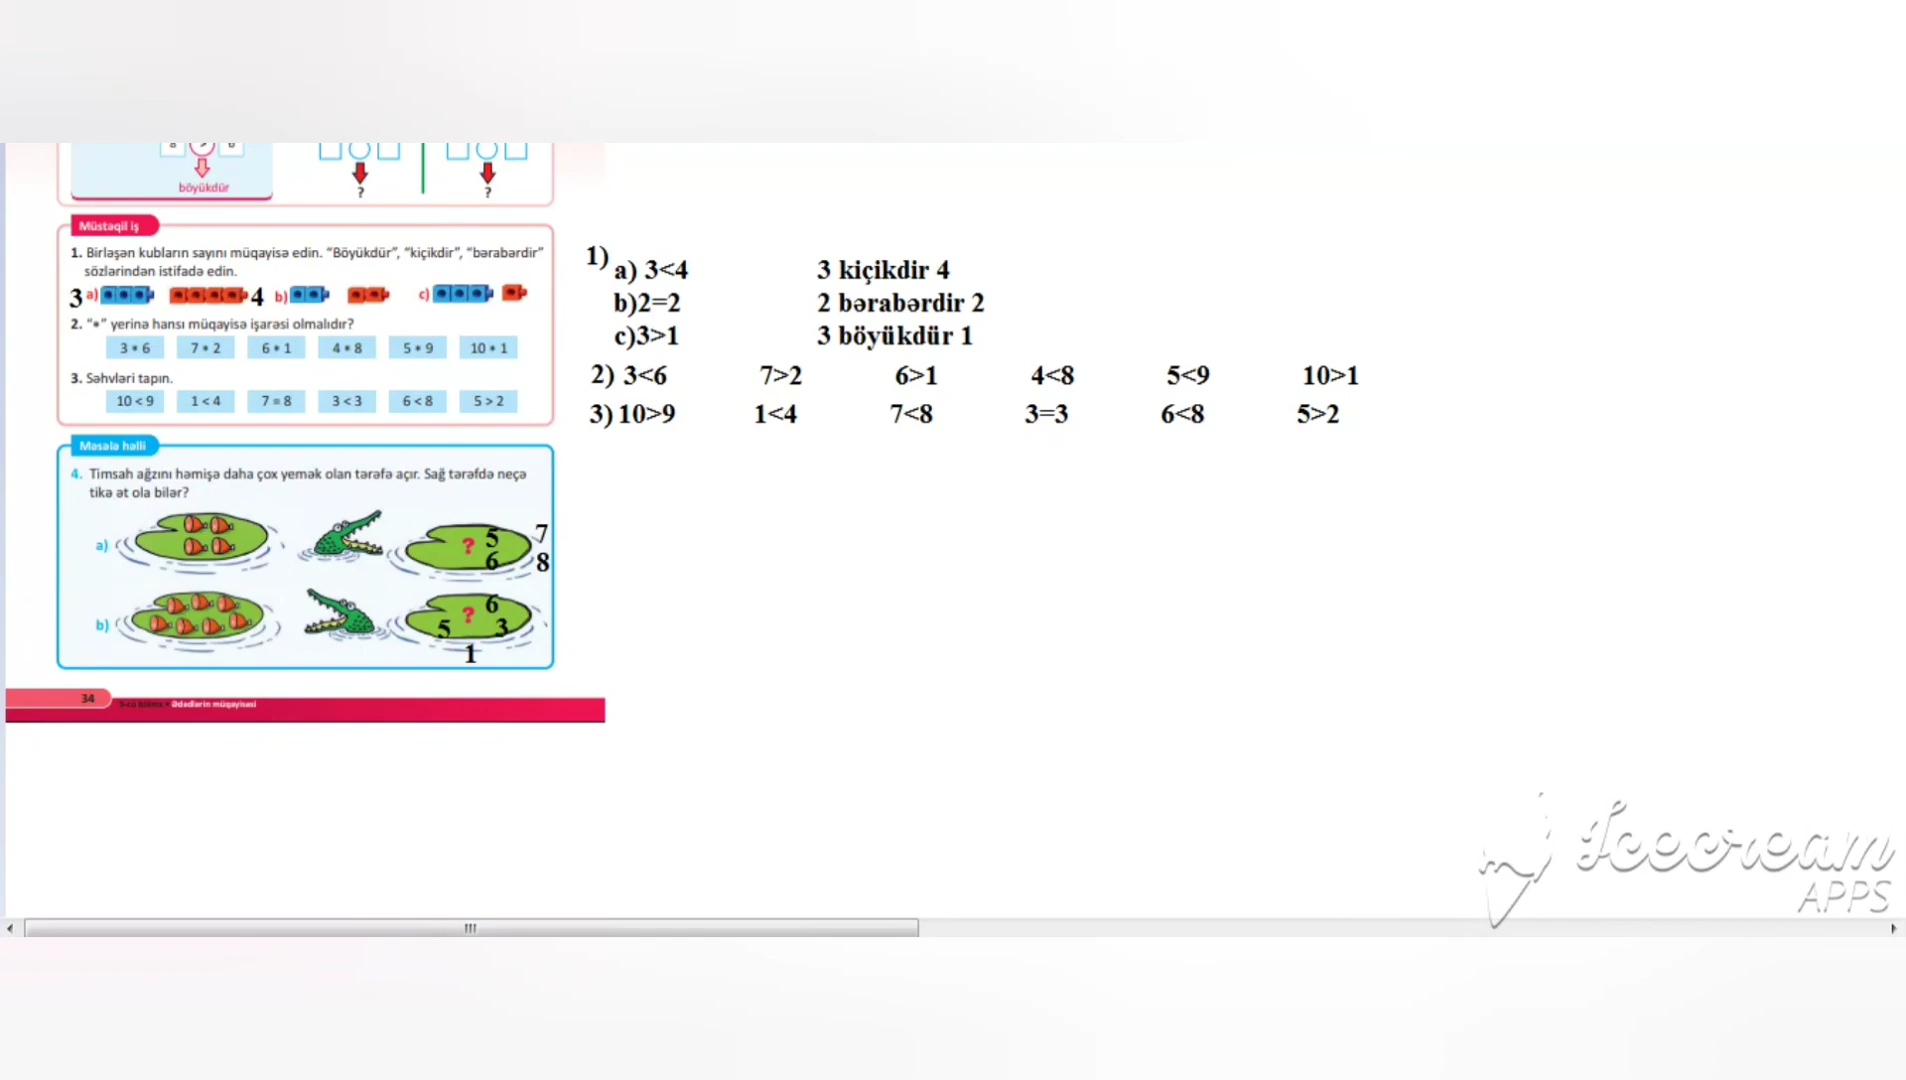 böyükdür
?
?
Müstəqil iş
1. Birləşən kubların sayını müqayisə edin. “Böyükdür”, “kiçikdir”, “bərabərdir”
sözlərindən istifadə edin.
3 a) 4 b) c)
2. “*” yerinə hansı müqayisə işarəsi olmalıdır?
3 * 6 7 * 2 6 * 1 4 * 8 5 * 9 10 * 1
3. Səhvləri tapın.
10 < 9 1 < 4 7 = 8 3 < 3 6 < 8 5 > 2
Məsələ həlli
4. Timsah ağzını həmişə daha çox yemək olan tərəfə açır. Sağ tərəfdə neçə
tikə ət ola bilər?
a) ? 5 7
6 8
b) ? 6
5 3
1
34
Ədədlərin müqayisəsi
1)
a) 3<4 3 kiçikdir 4
b)2=2 2 bərabərdir 2
c)3>1 3 böyükdür 1
2) 3<6 7>2 6>1 4<8 5<9 10>1
3) 10>9 1<4 7<8 3=3 6<8 5>2
Icecream
APPS